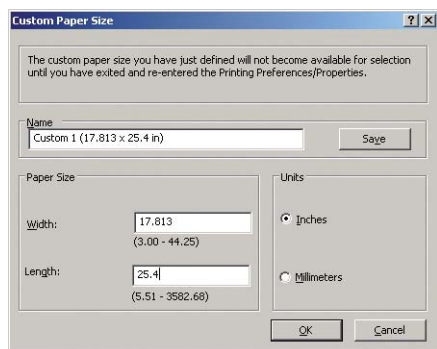 Custom Paper Size
The custom paper size you have just defined will not become available for selection
until you have exited and re-entered the Printing Preferences/Properties.
Name
Custom 1 (17.813 x 25.4 in)
Save
Paper Size
Width:
17.813
(3.00 - 44.25)
Length:
25.4
(5.51 - 3582.68)
Units
Inches
Millimeters
OK
Cancel